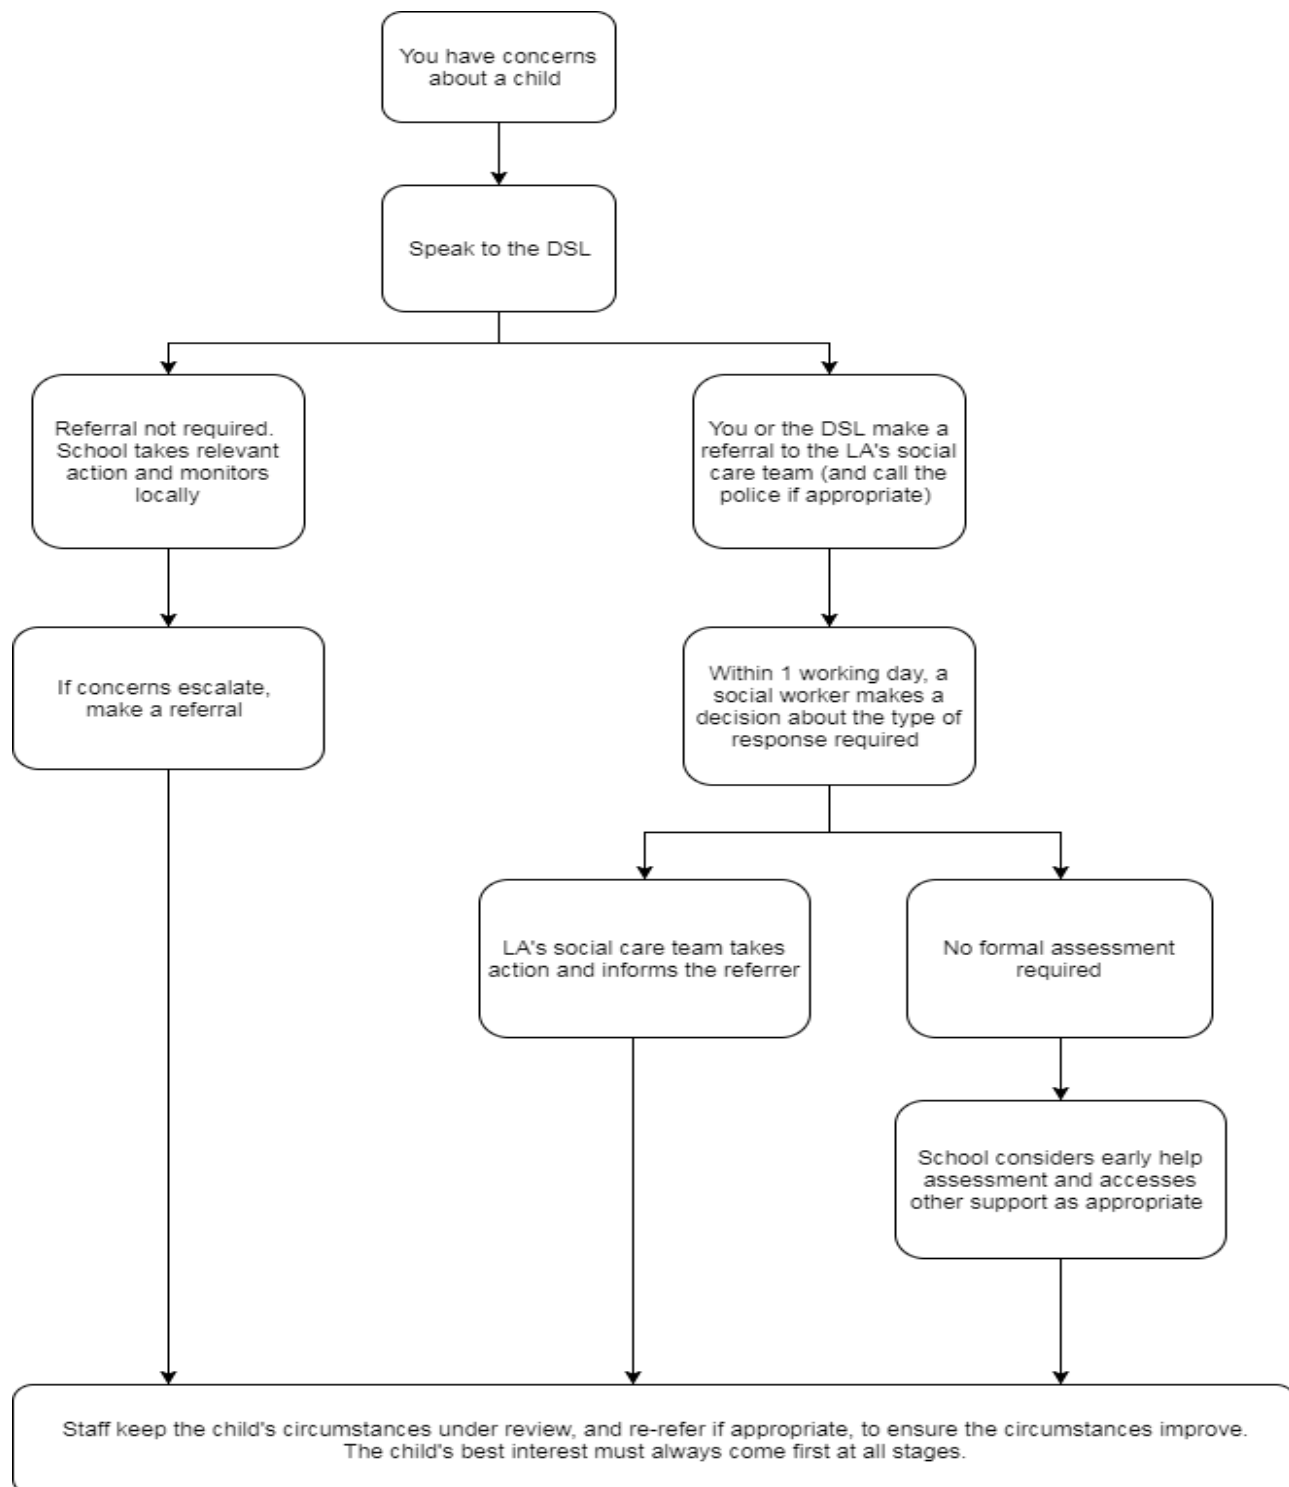 You have concerns
about a child
Speak to the DSL
Referral not required.
School takes relevant
action and monitors
locally
You or the DSL make a
referral to the LA's social
care team (and call the
police if appropriate)
If concerns escalate,
make a referral
Within 1 working day, a
social worker makes a
decision about the type of
response required
LA's social care team takes
action and informs the referrer
No formal assessment
required
School considers early help
assessment and accesses
other support as appropriate
Staff keep the child's circumstances under review, and re-refer if appropriate, to ensure the circumstances improve.
The child's best interest must always come first at all stages.